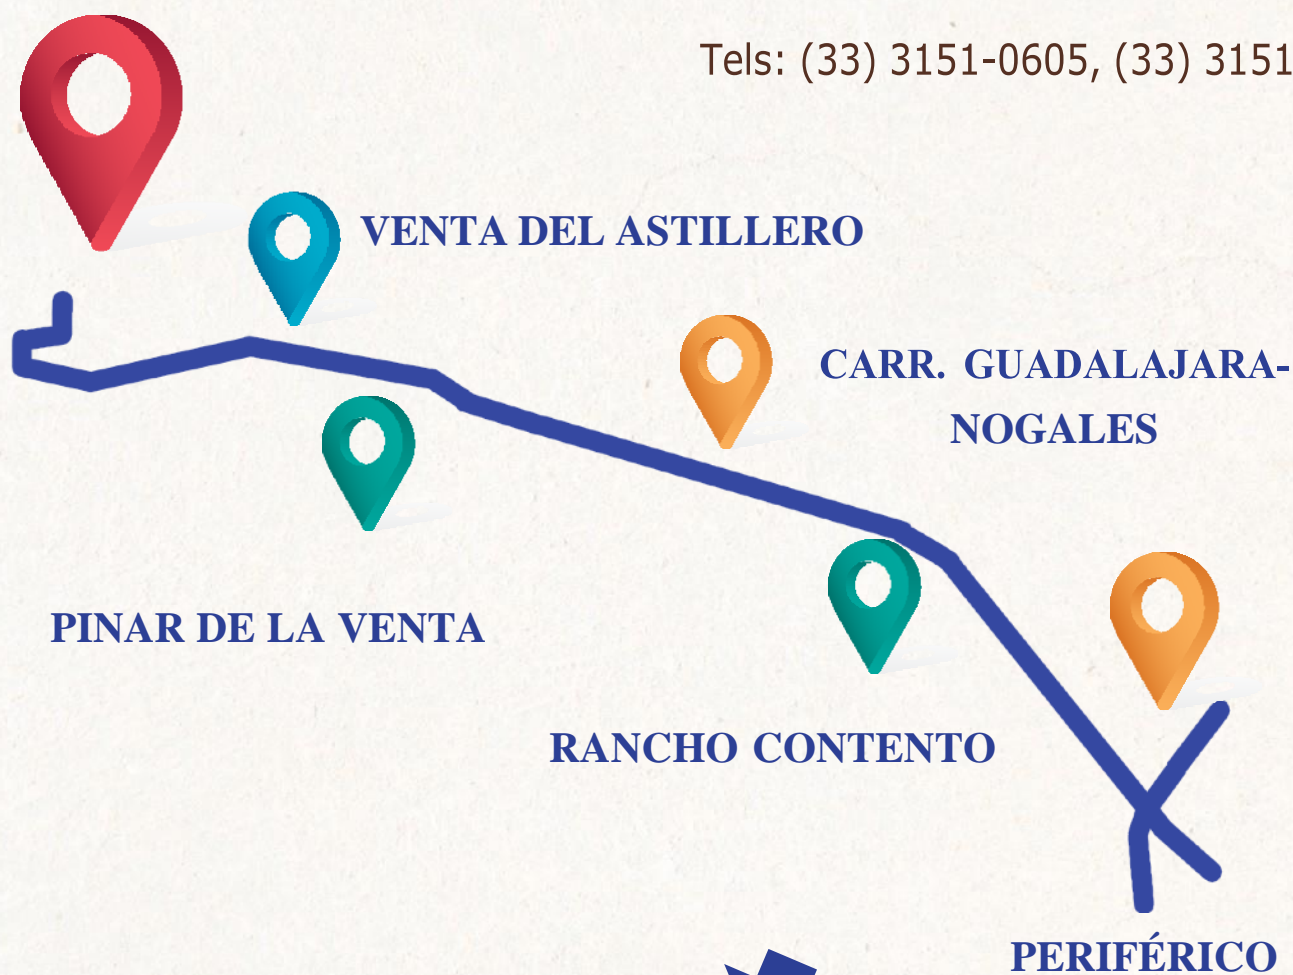 Tels: (33) 3151-0605, (33) 3151
VENTA DEL ASTILLERO
CARR. GUADALAJARA-
NOGALES
PINAR DE LA VENTA
RANCHO CONTENTO
PERIFÉRICO